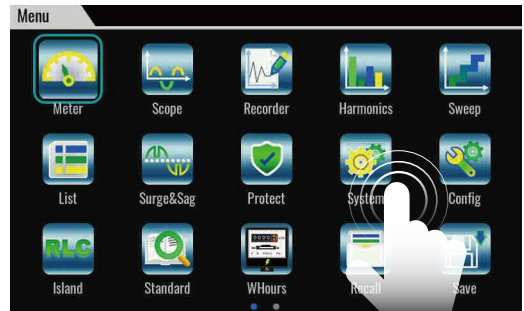 Menu
Meter Scope Recorder Harmonics Sweep
List Surge&Sag Protect System Config
RLC
Island Standard WHours Recall Save